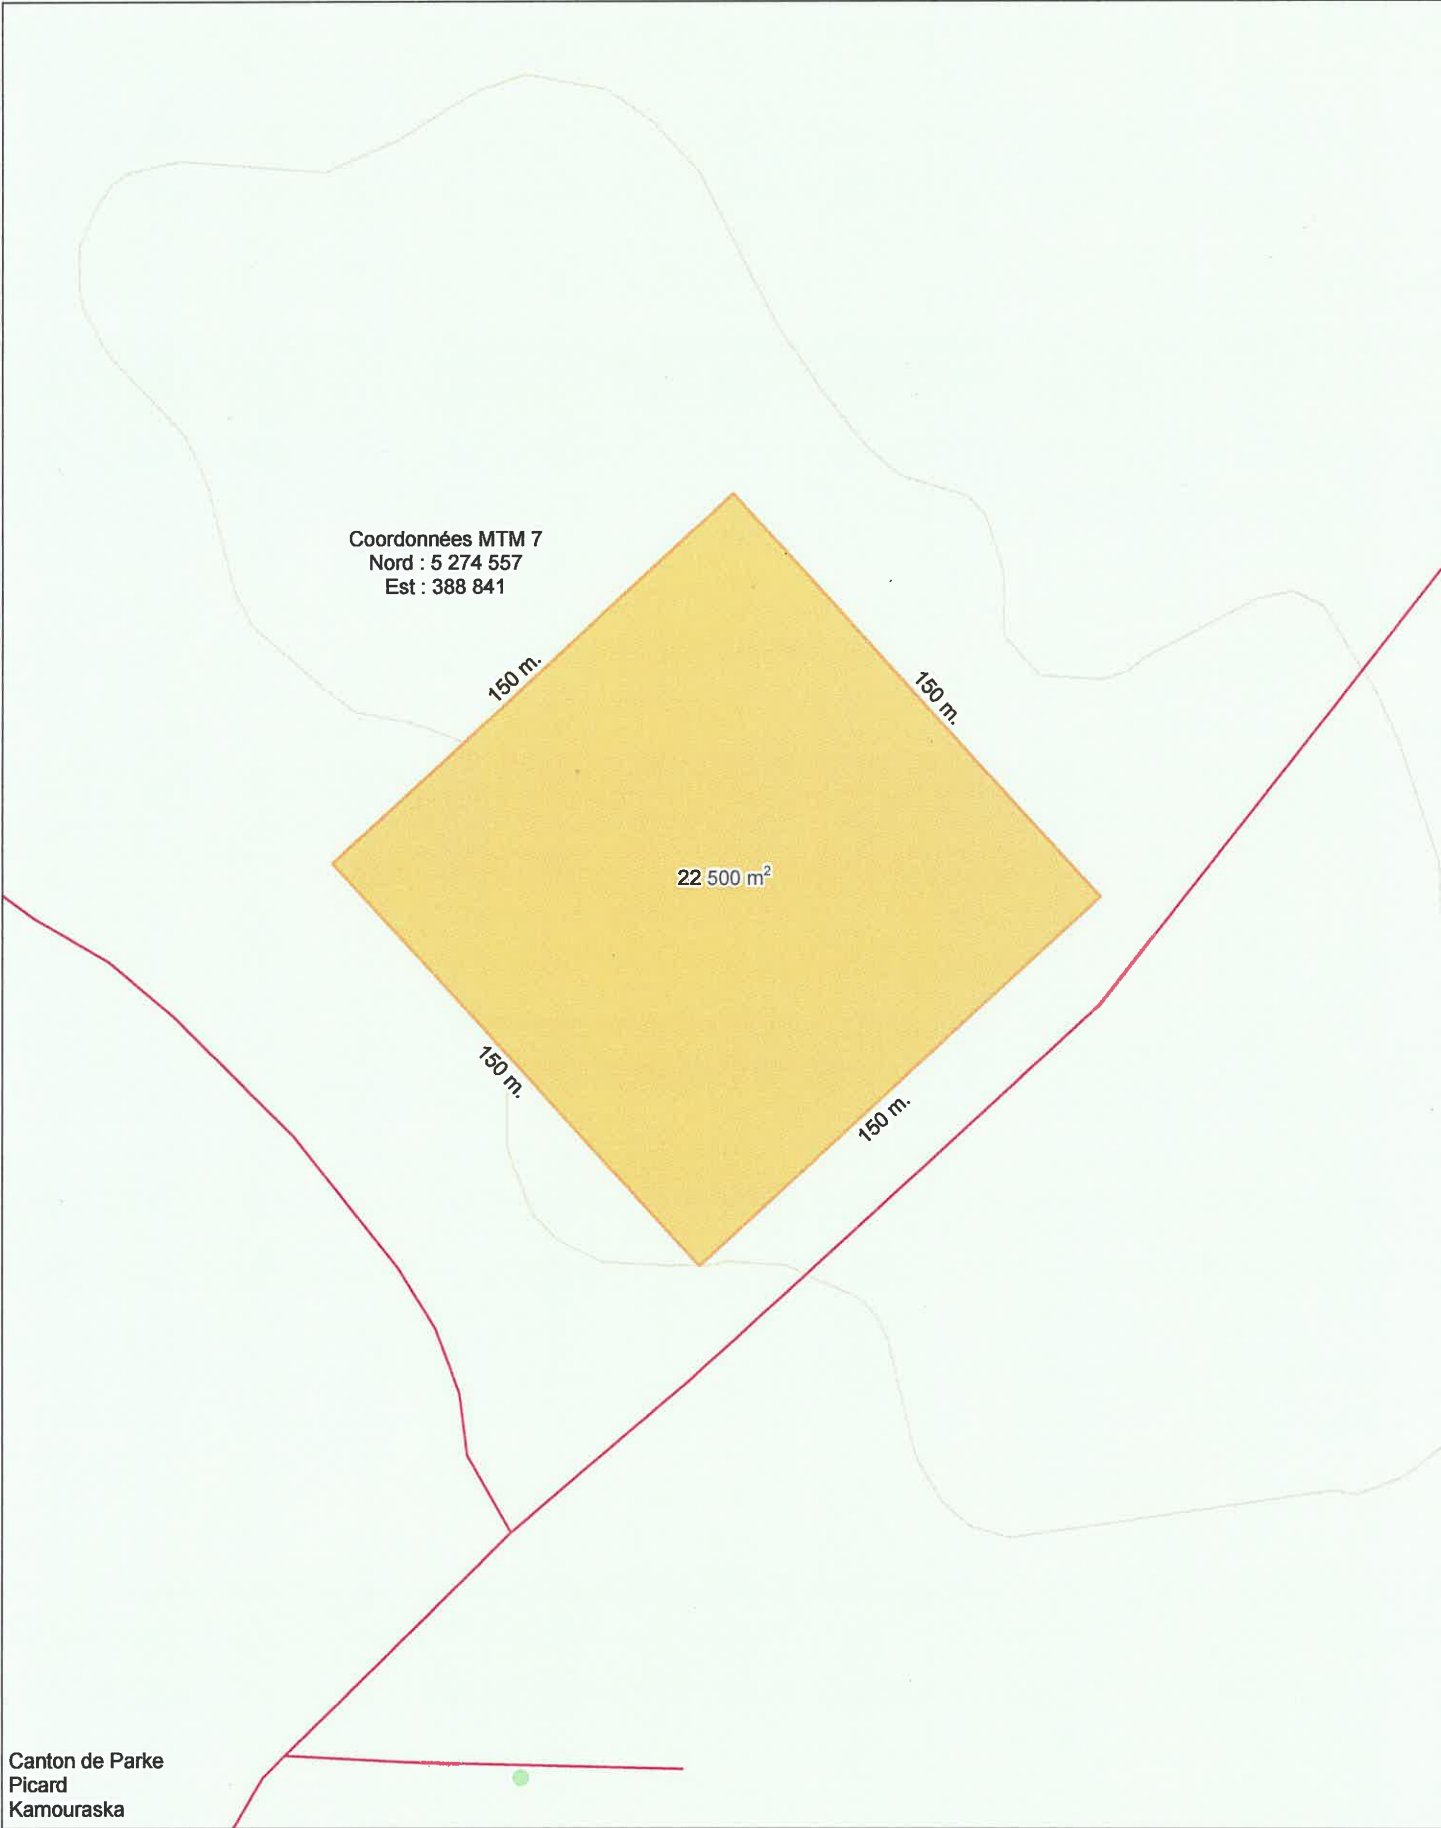 Coordonnées MTM 7
Nord : 5 274 557
Est : 388 841
150 m.
150 m.
22 500 m²
150 m.
150 m.
Canton de Parke
Picard
Kamouraska